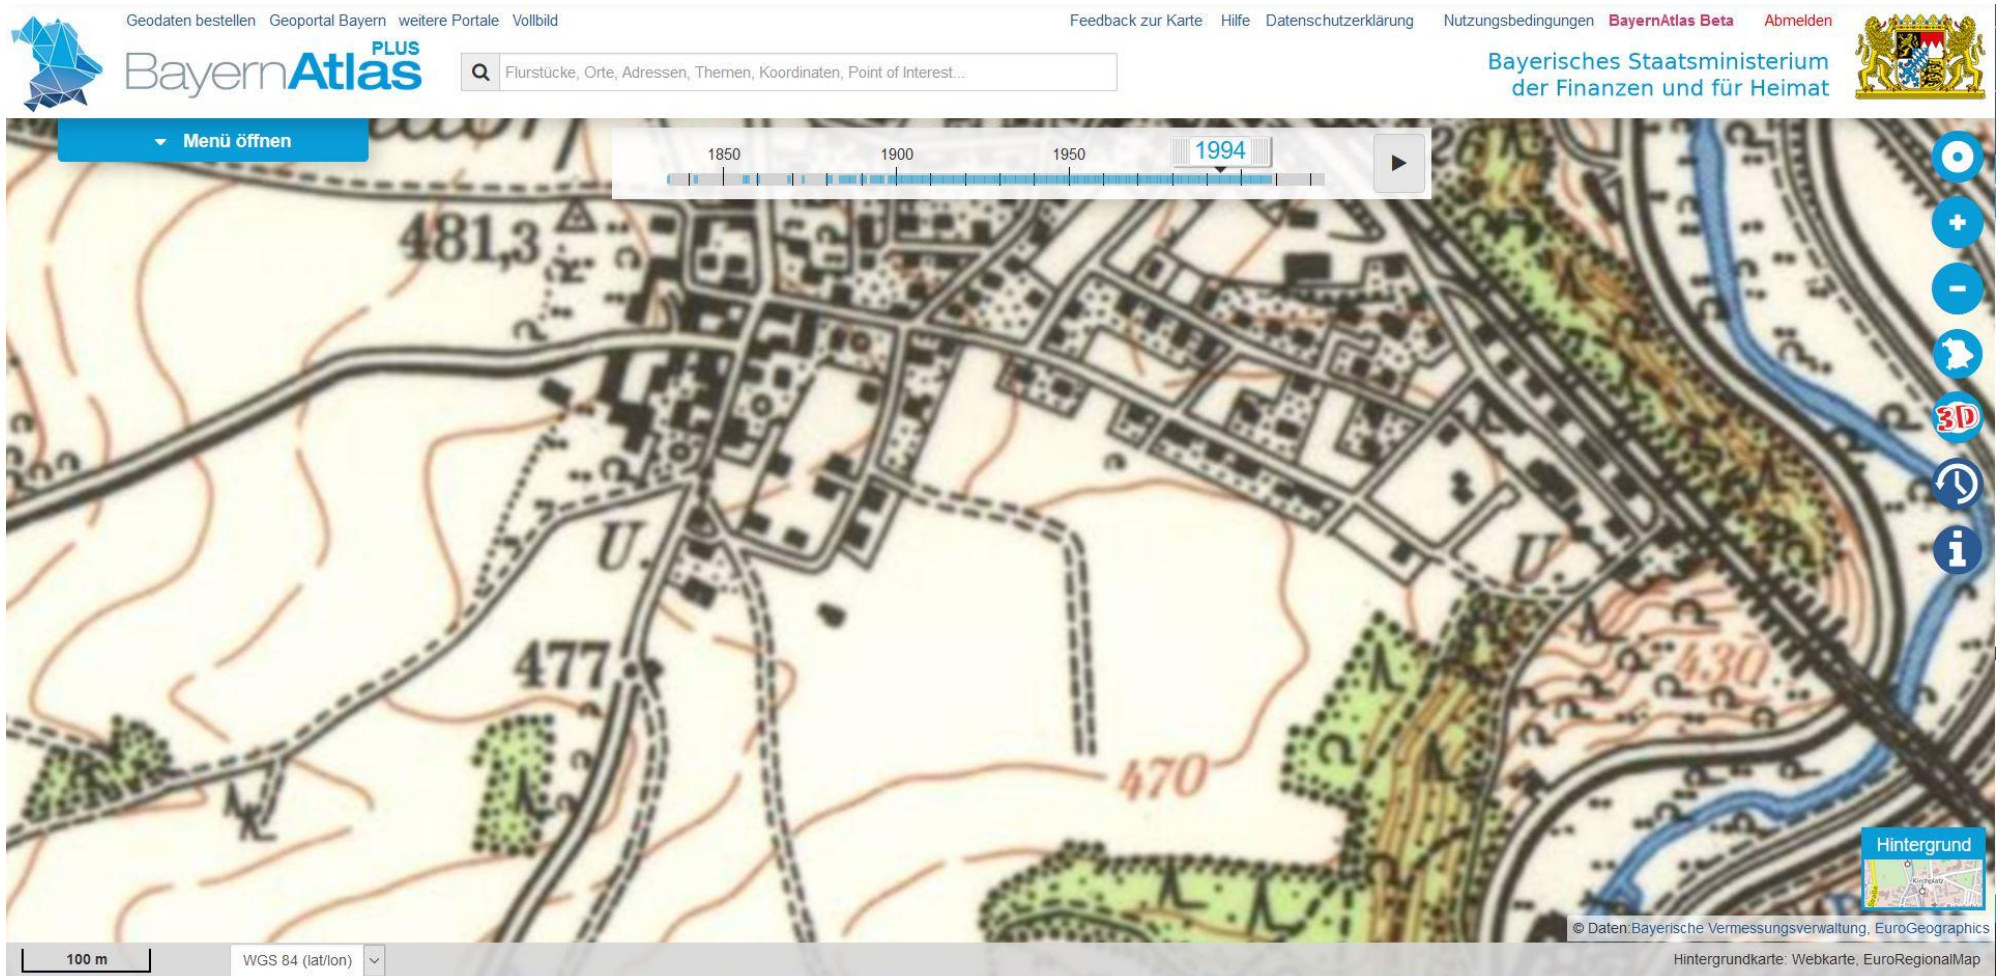 Geodaten bestellen Geoportal Bayern weitere Portale Vollbild
Feedback zur Karte Hilfe Datenschutzerklärung Nutzungsbedingungen BayernAtlas Beta Abmelden
BayernAtlas PLUS
Flurstücke, Orte, Adressen, Themen, Koordinaten, Point of Interest...
Bayerisches Staatsministerium
der Finanzen und für Heimat
Menü öffnen
1850 1900 1950 1994
481,3
3D
U.
U.
477
430
470
Hintergrund
Kirchplatz
© Daten:Bayerische Vermessungsverwaltung, EuroGeographics
100 m
WGS 84 (lat/lon)
Hintergrundkarte: Webkarte, EuroRegionalMap